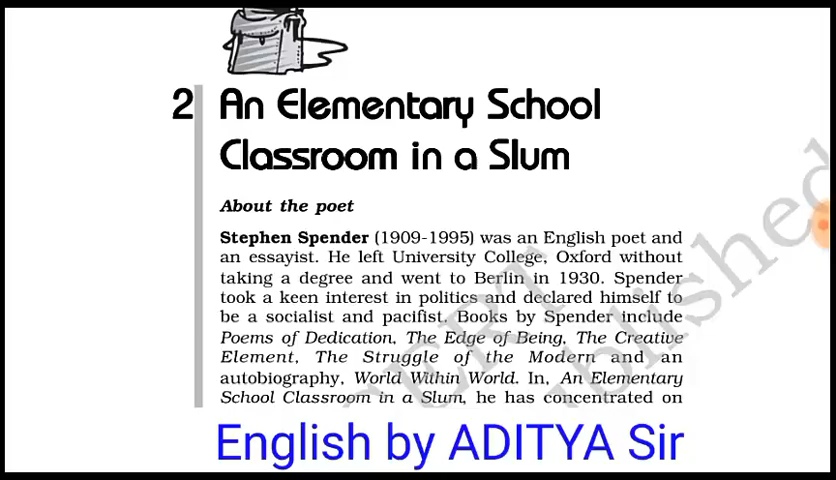 2 An Elementary School
Classroom in a Slum
About the poet
Stephen Spender (1909-1995) was an English poet and
an essayist. He left University College, Oxford without
taking a degree and went to Berlin in 1930. Spender
took a keen interest in politics and declared himself to
be a socialist and pacifist. Books by Spender include
Poems of Dedication, The Edge of Being, The Creative
Element, The Struggle of the Modern and an
autobiography, World Within World. In, An Elementary
School Classroom in a Slum, he has concentrated on
English by ADITYA Sir